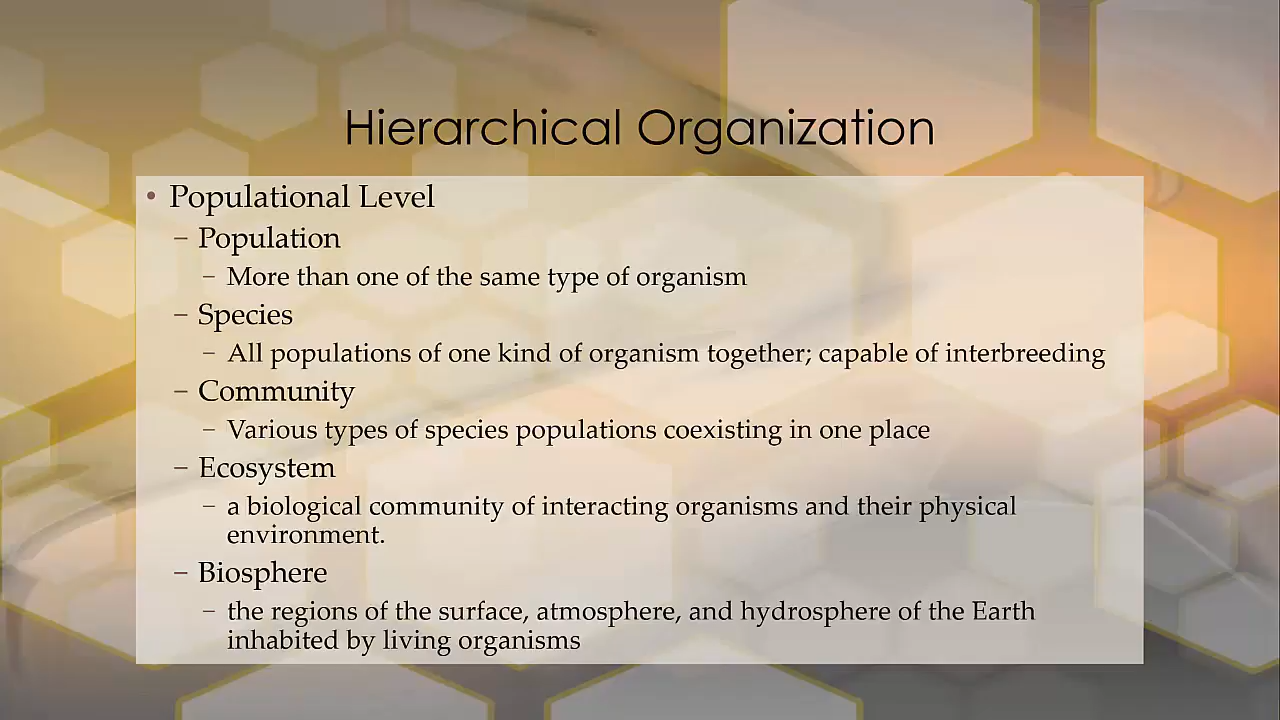 Hierarchical Organization
• Populational Level
– Population
– More than one of the same type of organism
– Species
– All populations of one kind of organism together; capable of interbreeding
– Community
– Various types of species populations coexisting in one place
– Ecosystem
– a biological community of interacting organisms and their physical
environment.
– Biosphere
– the regions of the surface, atmosphere, and hydrosphere of the Earth
inhabited by living organisms